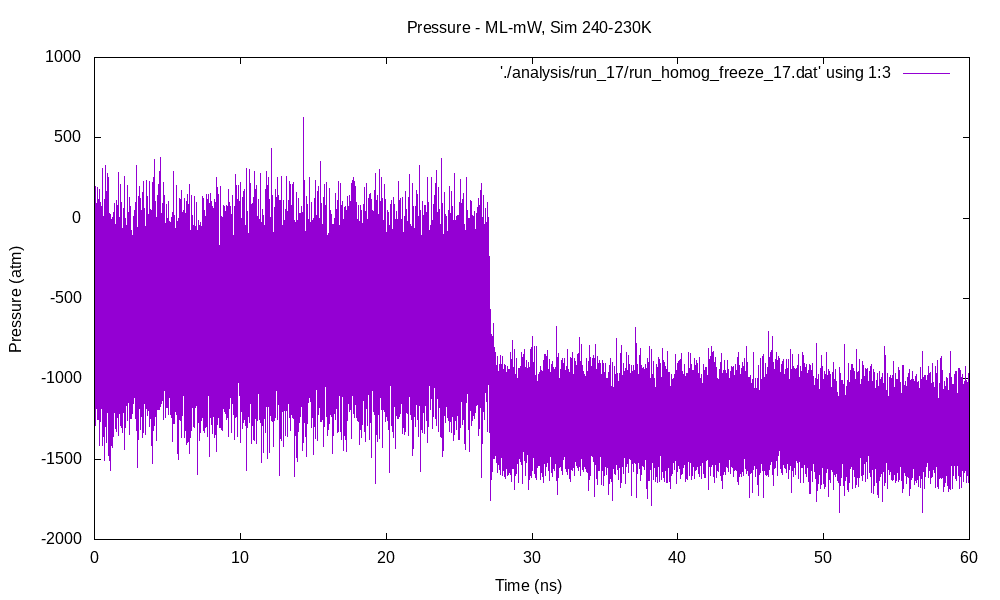 Pressure - ML-mW, Sim 240-230K
'./analysis/run_17/run_homog_freeze_17.dat' using 1:3
1000
500
0
-500
-1000
-1500
-2000
Pressure (atm)
0 10 20 30 40 50 60
Time (ns)